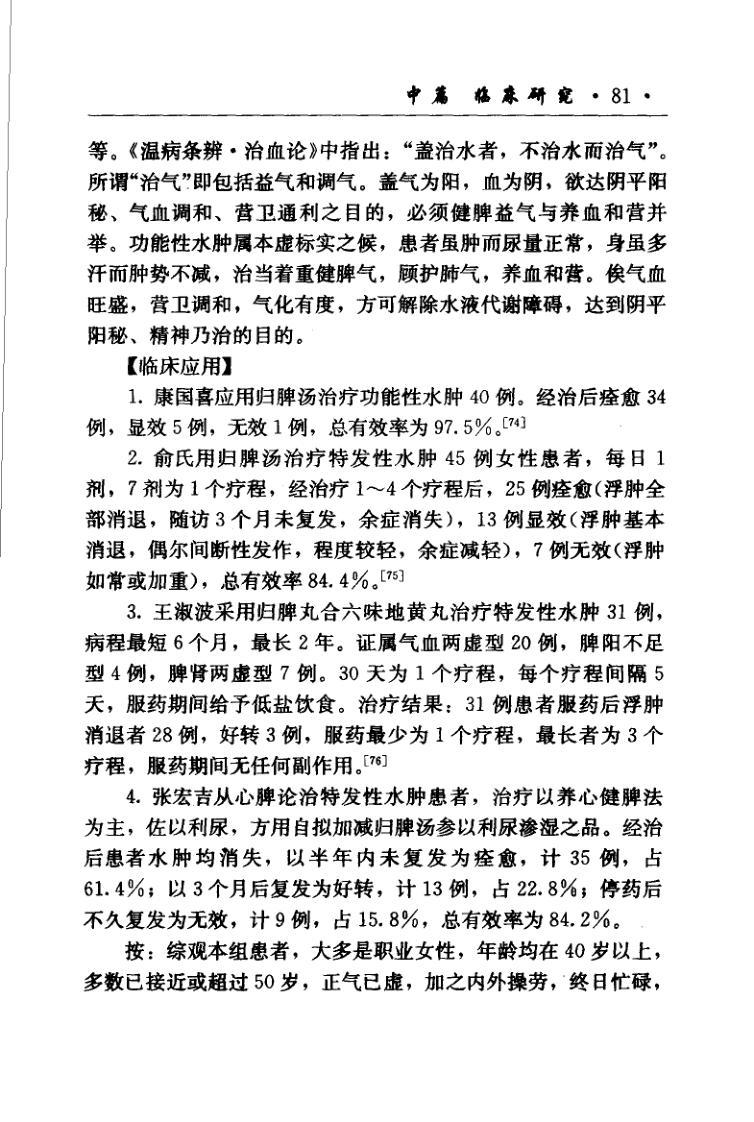 中篇 临床研究 · 81 ·
等。《温病条辨·治血论》中指出：“盖治水者，不治水而治气”。
所谓“治气”即包括益气和调气。盖气为阳，血为阴，欲达阴平阳
秘、气血调和、营卫通利之目的，必须健脾益气与养血和营并
举。功能性水肿属本虚标实之候，患者虽肿而尿量正常，身虽多
汗而肿势不减，治当着重健脾气，顾护肺气，养血和营。俟气血
旺盛，营卫调和，气化有度，方可解除水液代谢障碍，达到阴平
阳秘、精神乃治的目的。
【临床应用】
1. 康国喜应用归脾汤治疗功能性水肿 40 例。经治后痊愈 34
例，显效 5 例，无效 1 例，总有效率为 97.5%。[74]
2. 俞氏用归脾汤治疗特发性水肿 45 例女性患者，每日 1
剂，7 剂为 1 个疗程，经治疗 1～4 个疗程后，25 例痊愈(浮肿全
部消退，随访 3 个月未复发，余症消失)，13 例显效(浮肿基本
消退，偶尔间断性发作，程度较轻，余症减轻)，7 例无效(浮肿
如常或加重)，总有效率 84.4%。[75]
3. 王淑波采用归脾丸合六味地黄丸治疗特发性水肿 31 例，
病程最短 6 个月，最长 2 年。证属气血两虚型 20 例，脾阳不足
型 4 例，脾肾两虚型 7 例。30 天为 1 个疗程，每个疗程间隔 5
天，服药期间给予低盐饮食。治疗结果：31 例患者服药后浮肿
消退者 28 例，好转 3 例，服药最少为 1 个疗程，最长者为 3 个
疗程，服药期间无任何副作用。[76]
4. 张宏吉从心脾论治特发性水肿患者，治疗以养心健脾法
为主，佐以利尿，方用自拟加减归脾汤参以利尿渗湿之品。经治
后患者水肿均消失，以半年内未复发为痊愈，计 35 例，占
61.4%；以 3 个月后复发为好转，计 13 例，占 22.8%；停药后
不久复发为无效，计 9 例，占 15.8%，总有效率为 84.2%。
按：综观本组患者，大多是职业女性，年龄均在 40 岁以上，
多数已接近或超过 50 岁，正气已虚，加之内外操劳，终日忙碌，